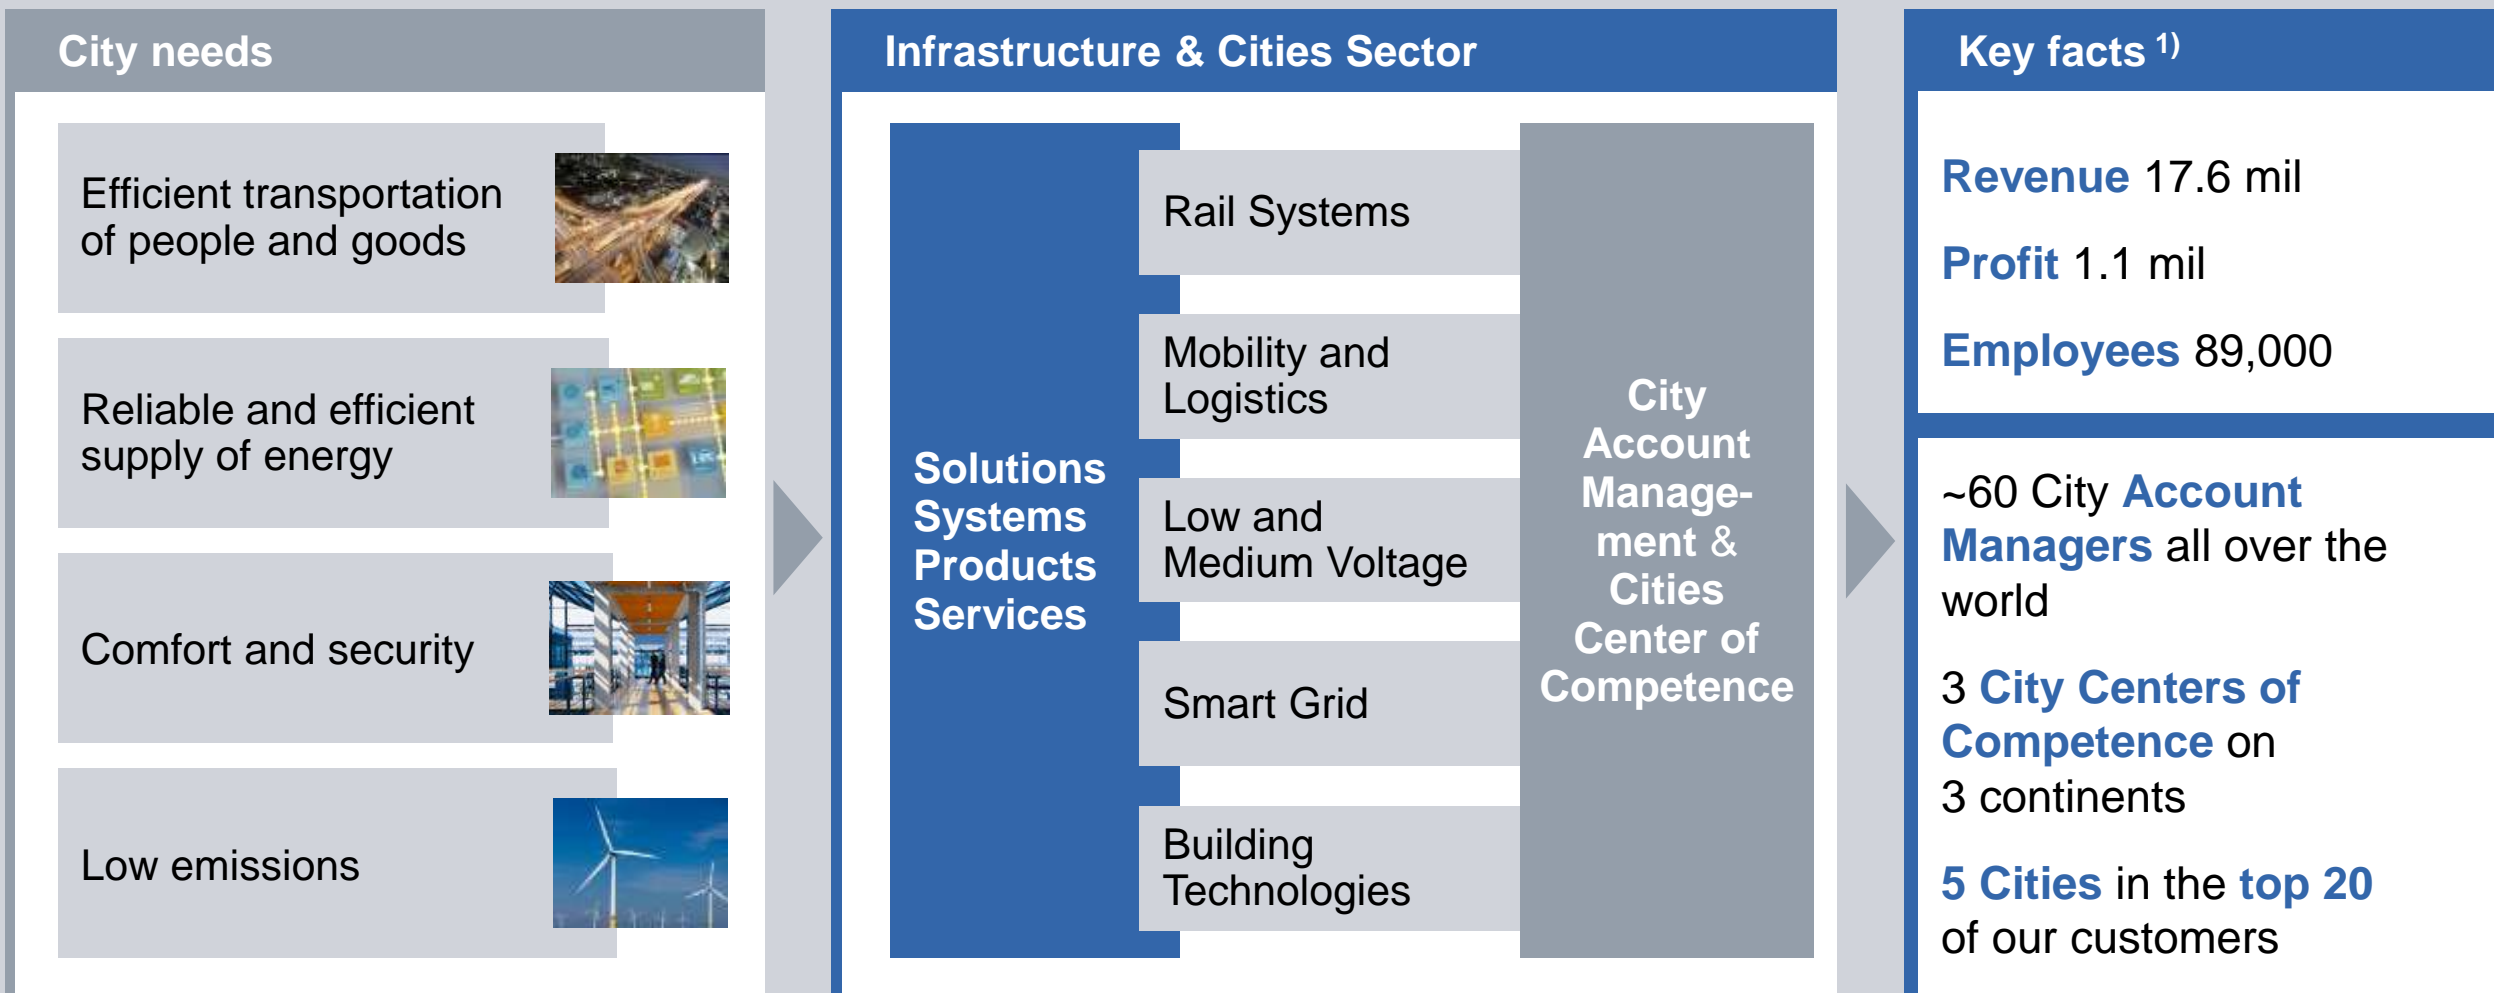 City needs
Efficient transportation
of people and goods
Reliable and efficient
supply of energy
Comfort and security
Low emissions
Infrastructure & Cities Sector
Solutions
Systems
Products
Services
Rail Systems
Mobility and
Logistics
Low and
Medium Voltage
Smart Grid
Building
Technologies
City
Account
Manage-
ment &
Cities
Center of
Competence
Key facts 1)
Revenue 17.6 mil
Profit 1.1 mil
Employees 89,000
~60 City Account
Managers all over the
world
3 City Centers of
Competence on
3 continents
5 Cities in the top 20
of our customers